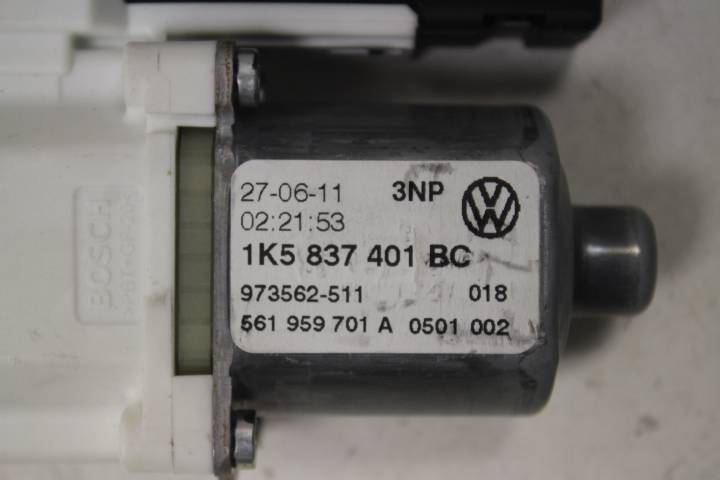 27-06-11 3NP
02:21:53
1K5 837 401 BC
973562-511 018
561 959 701 A 0501 002
BOSCH